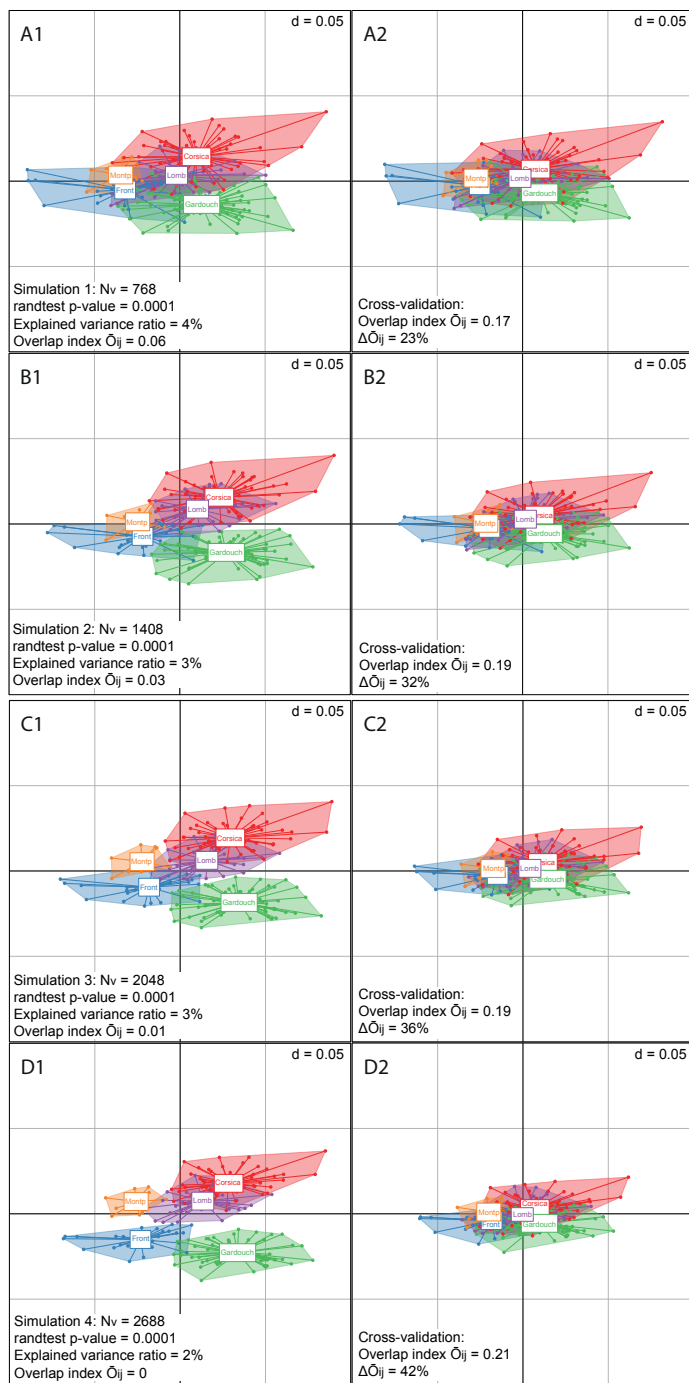 A1
d = 0.05
Corsica
Montp
Lomb
Front
Gardouch
Simulation 1: Nv = 768
randtest p-value = 0.0001
Explained variance ratio = 4%
Overlap index Ōij = 0.06
A2
d = 0.05
Corsica
Montp
Lomb
Gardouch
Cross-validation:
Overlap index Ōij = 0.17
ΔŌij = 23%
B1
d = 0.05
Corsica
Lomb
Montp
Front
Gardouch
Simulation 2: Nv = 1408
randtest p-value = 0.0001
Explained variance ratio = 3%
Overlap index Ōij = 0.03
B2
d = 0.05
Corsica
Lomb
Montp
Gardouch
Cross-validation:
Overlap index Ōij = 0.19
ΔŌij = 32%
C1
d = 0.05
Corsica
Montp
Lomb
Front
Gardouch
Simulation 3: Nv = 2048
randtest p-value = 0.0001
Explained variance ratio = 3%
Overlap index Ōij = 0.01
C2
d = 0.05
Corsica
Montp
Lomb
Gardouch
Cross-validation:
Overlap index Ōij = 0.19
ΔŌij = 36%
D1
d = 0.05
Corsica
Montp
Lomb
Front
Gardouch
Simulation 4: Nv = 2688
randtest p-value = 0.0001
Explained variance ratio = 2%
Overlap index Ōij = 0
D2
d = 0.05
Corsica
Montp
Lomb
Front
Gardouch
Cross-validation:
Overlap index Ōij = 0.21
ΔŌij = 42%